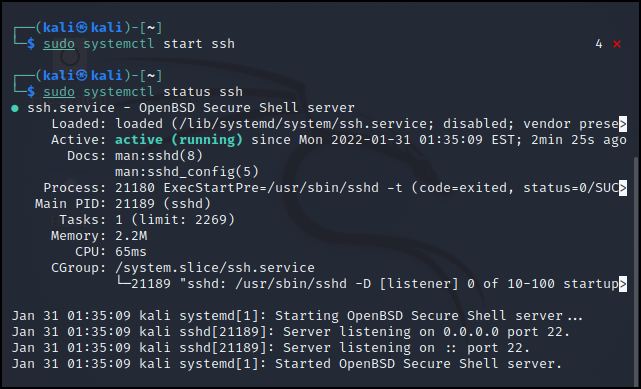 ┌──(kali㉿kali)-[~]
└─$ sudo systemctl start ssh 4 ⨯
┌──(kali㉿kali)-[~]
└─$ sudo systemctl status ssh
● ssh.service - OpenBSD Secure Shell server
Loaded: loaded (/lib/systemd/system/ssh.service; disabled; vendor prese>
Active: active (running) since Mon 2022-01-31 01:35:09 EST; 2min 25s ago
Docs: man:sshd(8)
man:sshd_config(5)
Process: 21180 ExecStartPre=/usr/sbin/sshd -t (code=exited, status=0/SUC>
Main PID: 21189 (sshd)
Tasks: 1 (limit: 2269)
Memory: 2.2M
CPU: 65ms
CGroup: /system.slice/ssh.service
└─21189 "sshd: /usr/sbin/sshd -D [listener] 0 of 10-100 startup>
Jan 31 01:35:09 kali systemd[1]: Starting OpenBSD Secure Shell server...
Jan 31 01:35:09 kali sshd[21189]: Server listening on 0.0.0.0 port 22.
Jan 31 01:35:09 kali sshd[21189]: Server listening on :: port 22.
Jan 31 01:35:09 kali systemd[1]: Started OpenBSD Secure Shell server.